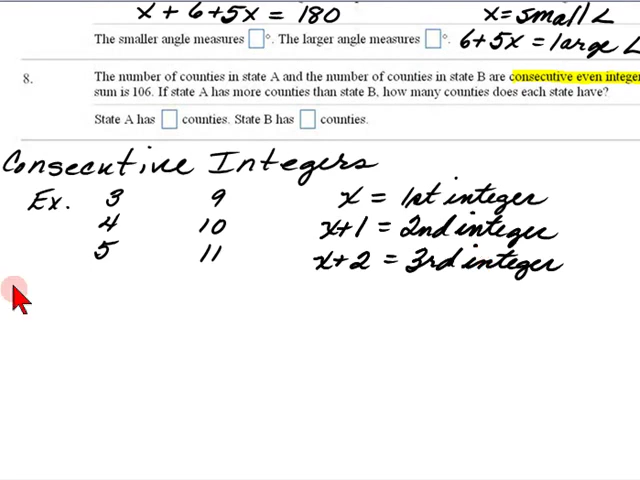 x + 6 + 5x = 180
x = small ∠
The smaller angle measures °. The larger angle measures °.
6 + 5x = large ∠
8. The number of counties in state A and the number of counties in state B are consecutive even integer
sum is 106. If state A has more counties than state B, how many counties does each state have?
State A has counties. State B has counties.
Consecutive Integers
Ex. 3 9 x = 1st integer
4 10 x+1 = 2nd integer
5 11 x+2 = 3rd integer